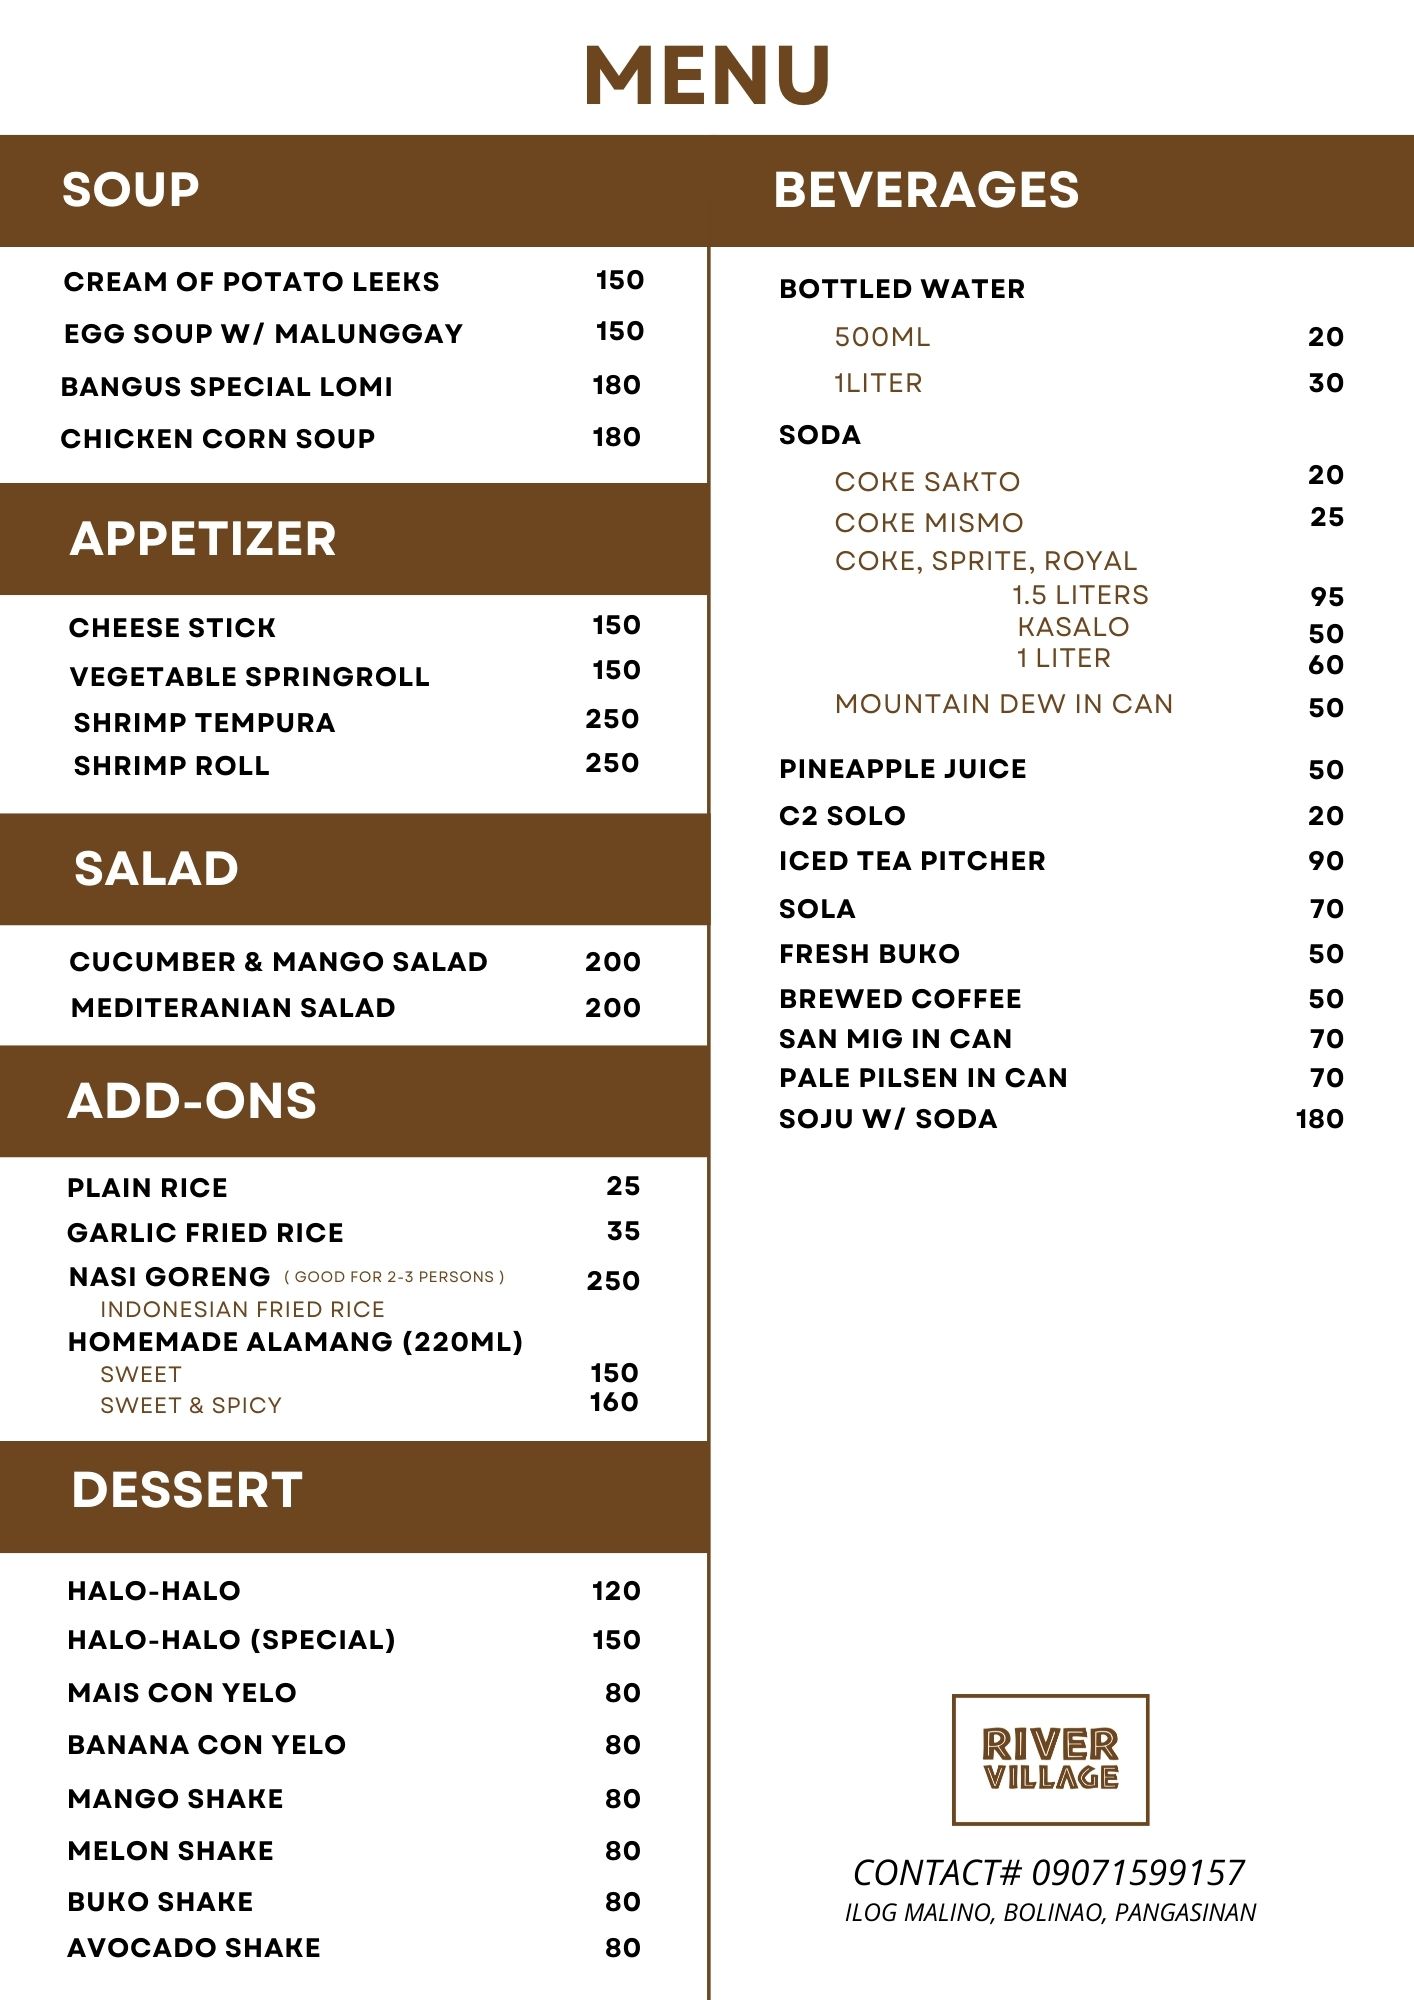 MENU
SOUP
CREAM OF POTATO LEEKS 150
EGG SOUP W/ MALUNGGAY 150
BANGUS SPECIAL LOMI 180
CHICKEN CORN SOUP 180
APPETIZER
CHEESE STICK 150
VEGETABLE SPRINGROLL 150
SHRIMP TEMPURA 250
SHRIMP ROLL 250
SALAD
CUCUMBER & MANGO SALAD 200
MEDITERANIAN SALAD 200
ADD-ONS
PLAIN RICE 25
GARLIC FRIED RICE 35
NASI GORENG ( GOOD FOR 2-3 PERSONS ) 250
INDONESIAN FRIED RICE
HOMEMADE ALAMANG (220ML)
SWEET 150
SWEET & SPICY 160
DESSERT
HALO-HALO 120
HALO-HALO (SPECIAL) 150
MAIS CON YELO 80
BANANA CON YELO 80
MANGO SHAKE 80
MELON SHAKE 80
BUKO SHAKE 80
AVOCADO SHAKE 80
BEVERAGES
BOTTLED WATER
500ML 20
1LITER 30
SODA
COKE SAKTO 20
COKE MISMO 25
COKE, SPRITE, ROYAL
1.5 LITERS 95
KASALO 50
1 LITER 60
MOUNTAIN DEW IN CAN 50
PINEAPPLE JUICE 50
C2 SOLO 20
ICED TEA PITCHER 90
SOLA 70
FRESH BUKO 50
BREWED COFFEE 50
SAN MIG IN CAN 70
PALE PILSEN IN CAN 70
SOJU W/ SODA 180
RIVER
VILLAGE
CONTACT# 09071599157
ILOG MALINO, BOLINAO, PANGASINAN